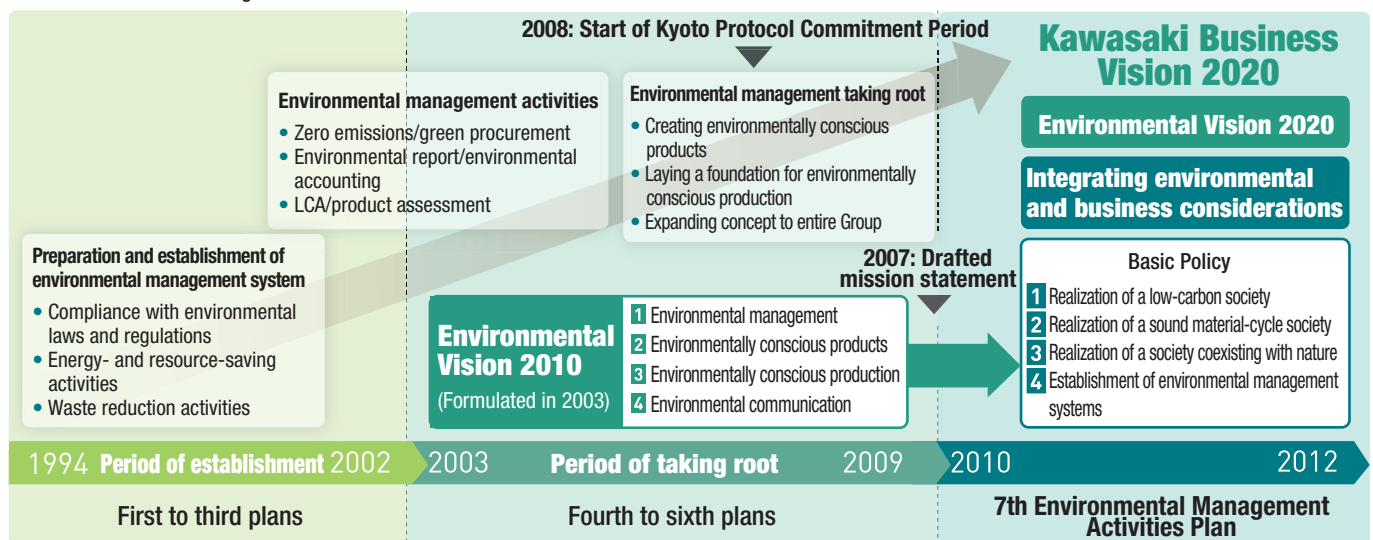 2008: Start of Kyoto Protocol Commitment Period
Kawasaki Business
Vision 2020
Environmental Vision 2020
Integrating environmental
and business considerations
Environmental management activities
• Zero emissions/green procurement
• Environmental report/environmental
accounting
• LCA/product assessment
Environmental management taking root
• Creating environmentally conscious
products
• Laying a foundation for environmentally
conscious production
• Expanding concept to entire Group
Preparation and establishment of
environmental management system
• Compliance with environmental
laws and regulations
• Energy- and resource-saving
activities
• Waste reduction activities
2007: Drafted
mission statement
Environmental
Vision 2010
(Formulated in 2003)
1 Environmental management
2 Environmentally conscious products
3 Environmentally conscious production
4 Environmental communication
Basic Policy
1 Realization of a low-carbon society
2 Realization of a sound material-cycle society
3 Realization of a society coexisting with nature
4 Establishment of environmental management
systems
1994 Period of establishment 2002
2003 Period of taking root 2009
2010 2012
First to third plans
Fourth to sixth plans
7th Environmental Management
Activities Plan